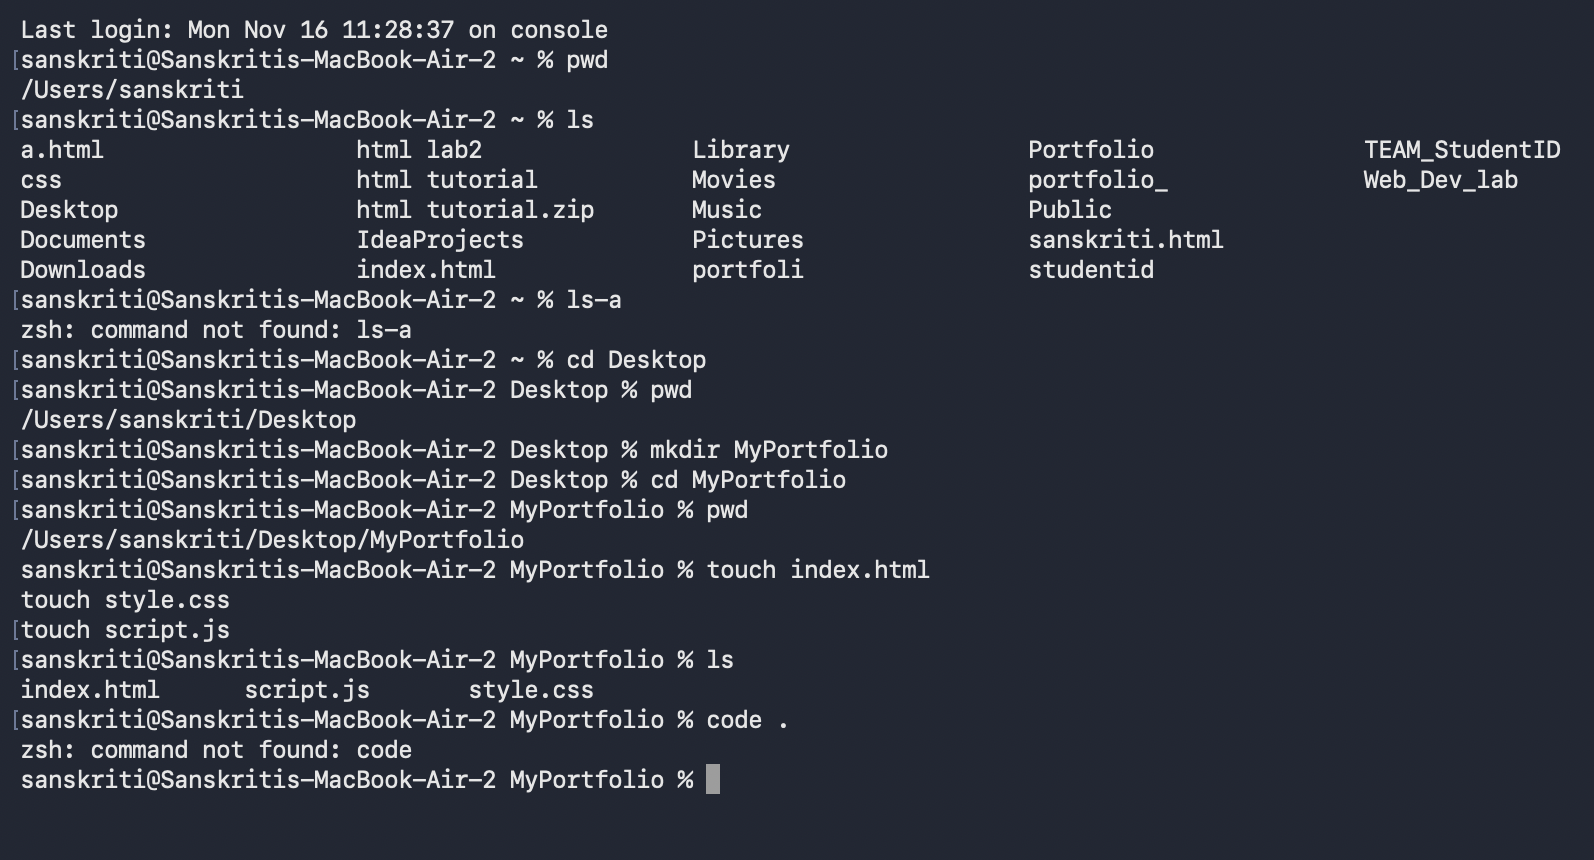 Last login: Mon Nov 16 11:28:37 on console
[sanskriti@Sanskritis-MacBook-Air-2 ~ % pwd
/Users/sanskriti
[sanskriti@Sanskritis-MacBook-Air-2 ~ % ls
a.html html lab2 Library Portfolio TEAM_StudentID
css html tutorial Movies portfolio_ Web_Dev_lab
Desktop html tutorial.zip Music Public
Documents IdeaProjects Pictures sanskriti.html
Downloads index.html portfoli studentid
[sanskriti@Sanskritis-MacBook-Air-2 ~ % ls-a
zsh: command not found: ls-a
[sanskriti@Sanskritis-MacBook-Air-2 ~ % cd Desktop
[sanskriti@Sanskritis-MacBook-Air-2 Desktop % pwd
/Users/sanskriti/Desktop
[sanskriti@Sanskritis-MacBook-Air-2 Desktop % mkdir MyPortfolio
[sanskriti@Sanskritis-MacBook-Air-2 Desktop % cd MyPortfolio
[sanskriti@Sanskritis-MacBook-Air-2 MyPortfolio % pwd
/Users/sanskriti/Desktop/MyPortfolio
sanskriti@Sanskritis-MacBook-Air-2 MyPortfolio % touch index.html
touch style.css
[touch script.js
[sanskriti@Sanskritis-MacBook-Air-2 MyPortfolio % ls
index.html script.js style.css
[sanskriti@Sanskritis-MacBook-Air-2 MyPortfolio % code .
zsh: command not found: code
sanskriti@Sanskritis-MacBook-Air-2 MyPortfolio %